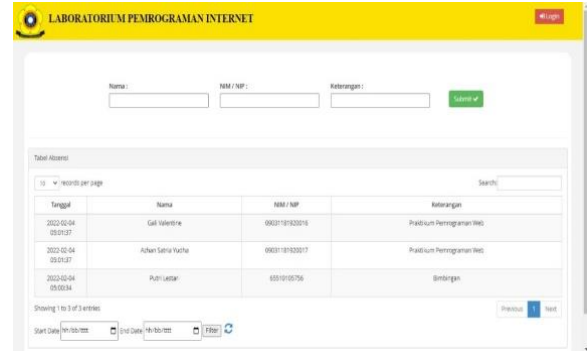 LABORATORIUM PEMROGRAMAN INTERNET
Login
Nama : NIM / NIP : Keterangan :
Submit
Tabel Absensi
10 records per page Search:
Tanggal Nama NIM / NIP Keterangan
2022-02-04 Gali Valentine 09031181920016 Praktikum Pemrograman Web
09:01:37
2022-02-04 Azhari Satria Yudha 09031181920017 Praktikum Pemrograman Web
09:01:37
2022-02-04 Putri Lestari Bimbingan
09:00:34
Showing 1 to 3 of 3 entries Previous 1 Next
Start Date hh/bb/tttt End Date hh/bb/tttt Filter